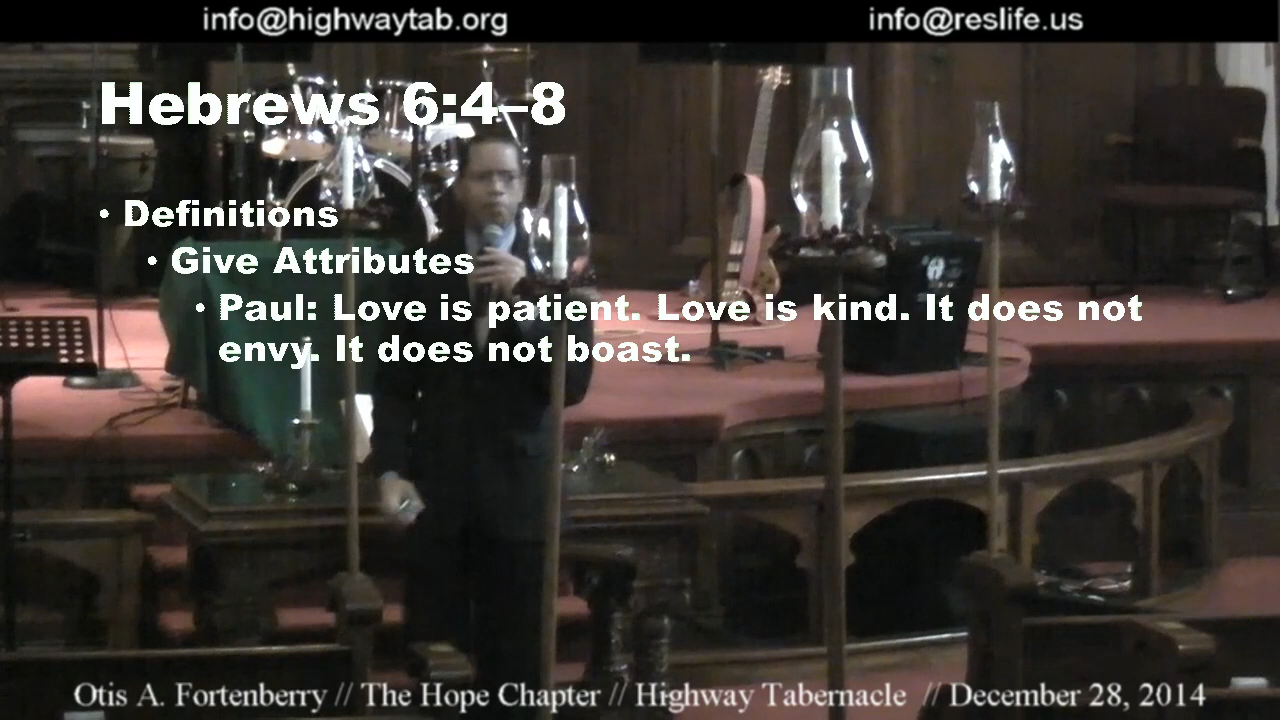 info@highwaytab.org info@reslife.us
Hebrews 6:4–8
• Definitions
• Give Attributes
• Paul: Love is patient. Love is kind. It does not
envy. It does not boast.
Otis A. Fortenberry // The Hope Chapter // Highway Tabernacle // December 28, 2014